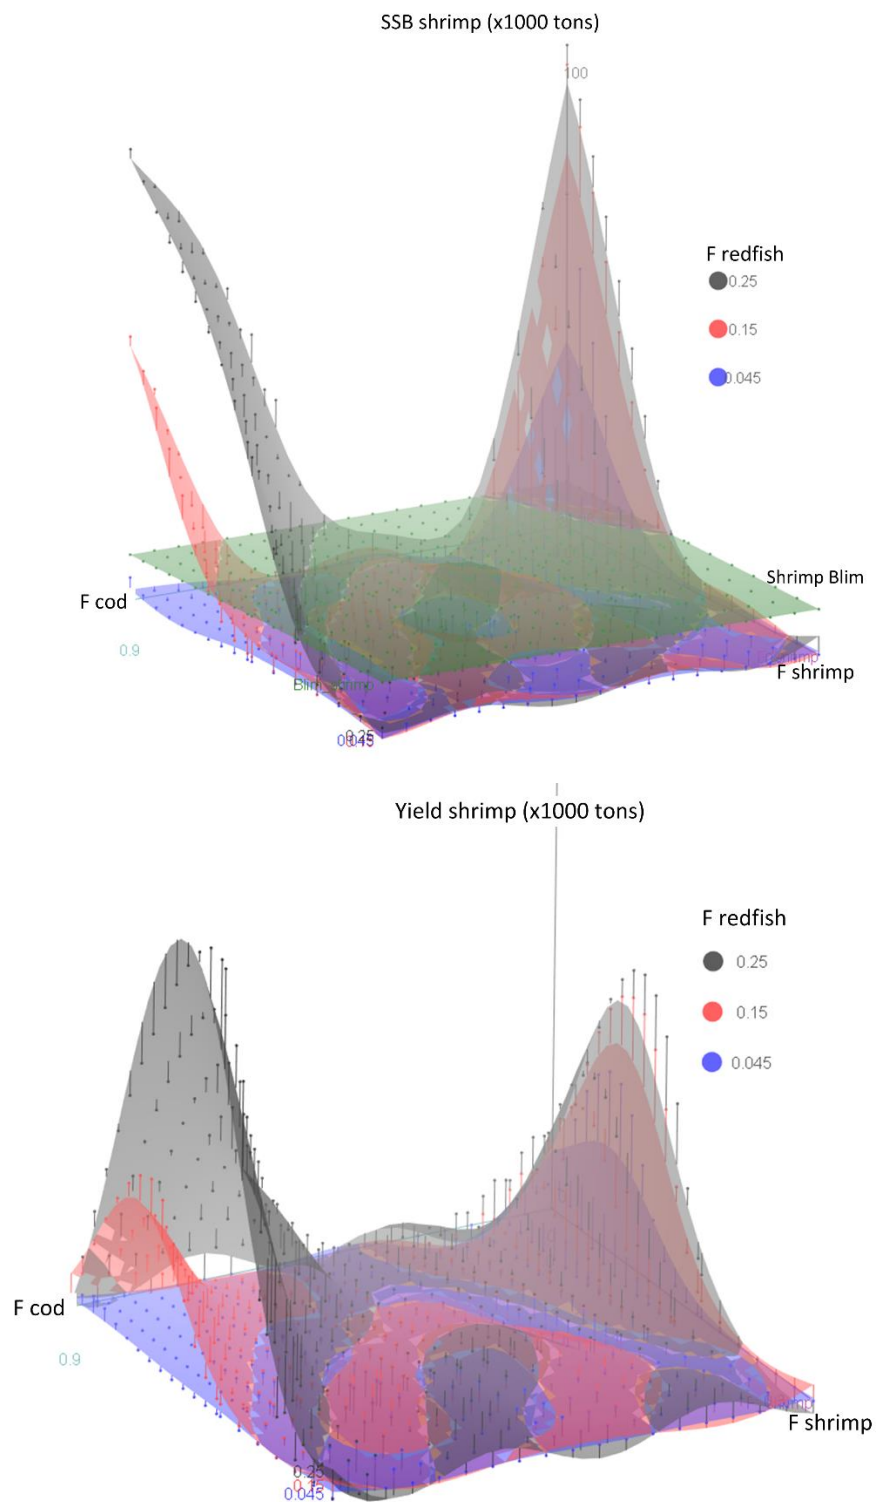 SSB shrimp (x1000 tons)
100
F redfish
0.25
0.15
0.045
Shrimp Blim
F cod
0.9
F shrimp
0.25
0.045
Yield shrimp (x1000 tons)
F redfish
0.25
0.15
0.045
F cod
0.9
F shrimp
0.25
0.045